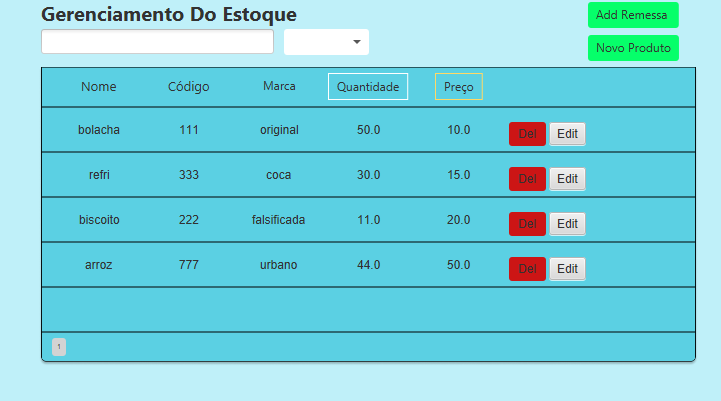 Gerenciamento Do Estoque
Add Remessa
Novo Produto
Nome Código Marca Quantidade Preço
bolacha 111 original 50.0 10.0 Del Edit
refri 333 coca 30.0 15.0 Del Edit
biscoito 222 falsificada 11.0 20.0 Del Edit
arroz 777 urbano 44.0 50.0 Del Edit
1